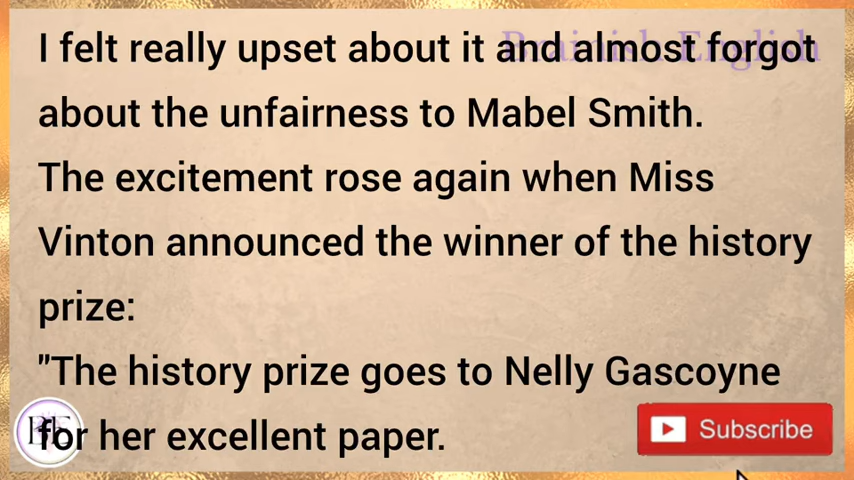 Brainish English
I felt really upset about it and almost forgot
about the unfairness to Mabel Smith.
The excitement rose again when Miss
Vinton announced the winner of the history
prize:
"The history prize goes to Nelly Gascoyne
for her excellent paper.
Subscribe